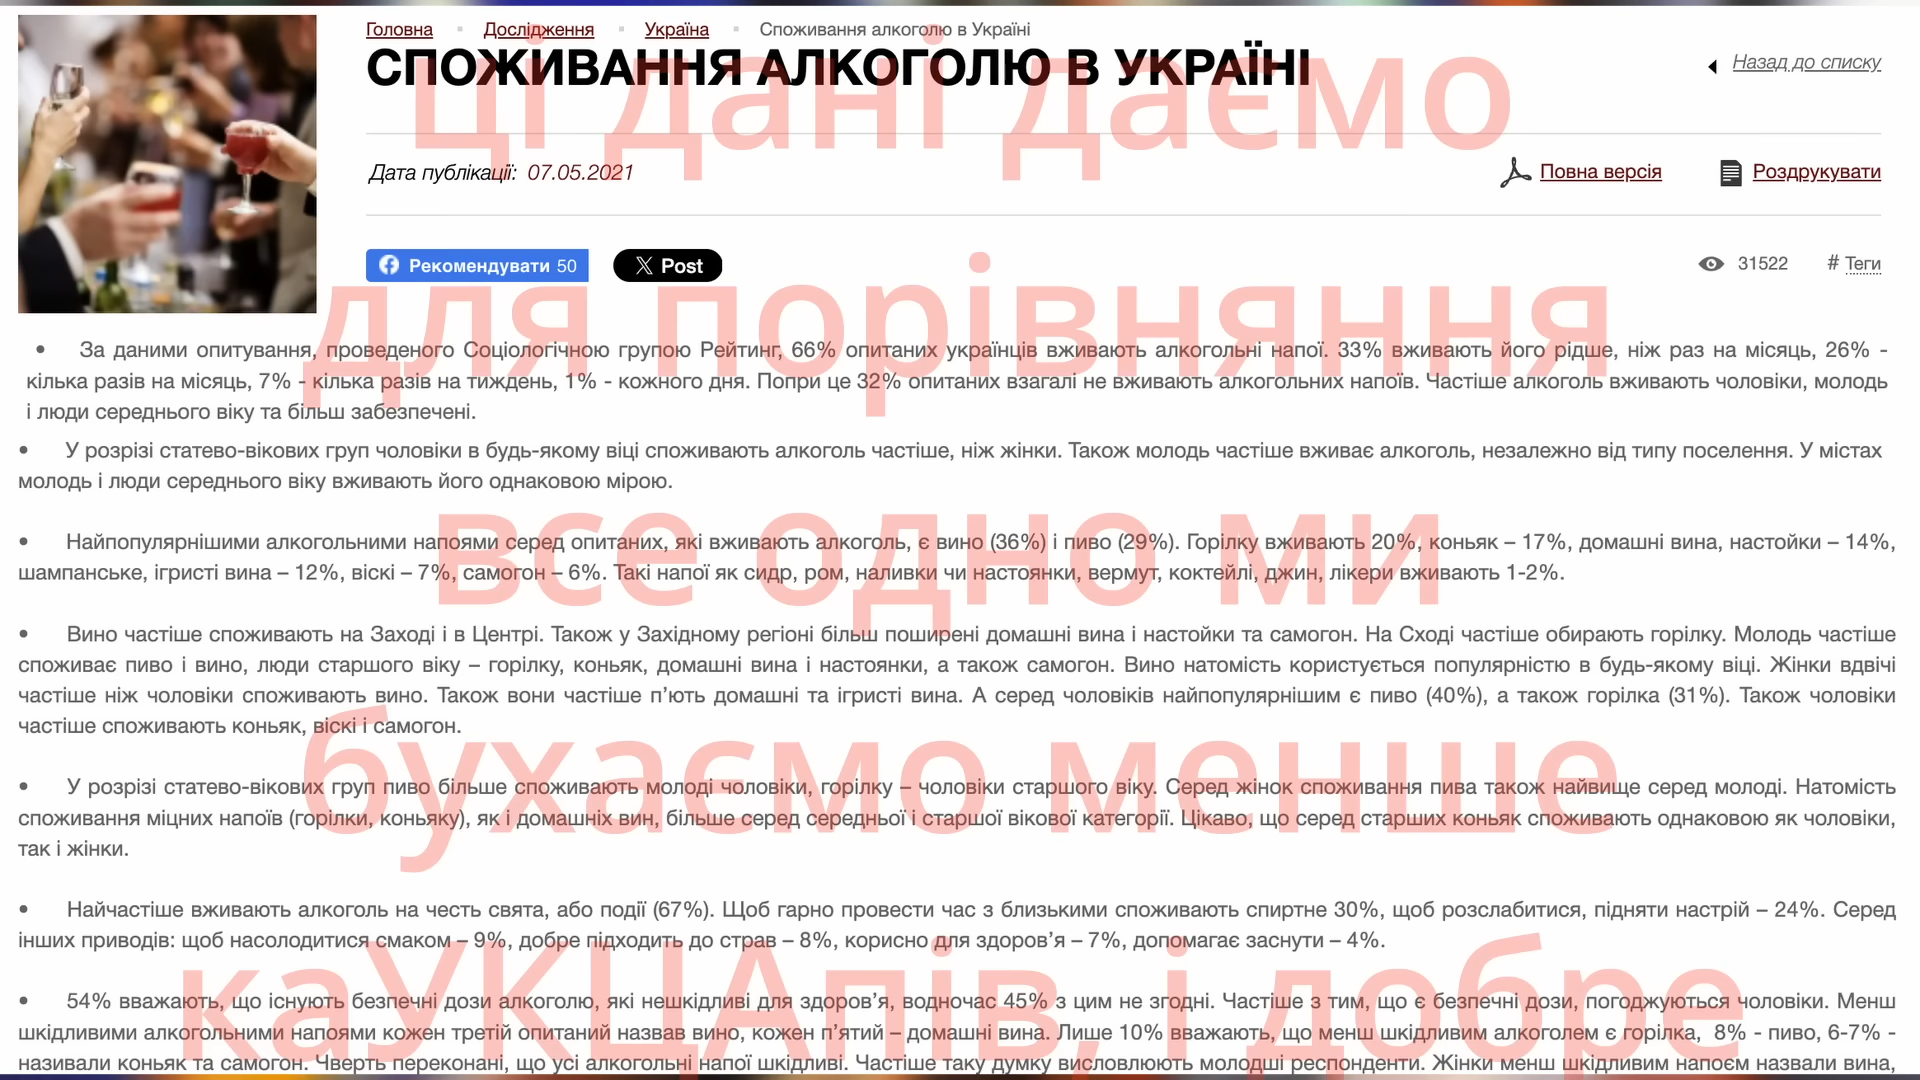 Головна ▪ Дослідження ▪ Україна ▪ Споживання алкоголю в Україні
СПОЖИВАННЯ АЛКОГОЛЮ В УКРАЇНІ
Назад до списку
ці дані даємо
Дата публікації: 07.05.2021
Повна версія
Роздрукувати
Рекомендувати 50
X Post
31522
# Теги
для порівняння
• За даними опитування, проведеного Соціологічною групою Рейтинг, 66% опитаних українців вживають алкогольні напої. 33% вживають його рідше, ніж раз на місяць, 26% -
кілька разів на місяць, 7% - кілька разів на тиждень, 1% - кожного дня. Попри це 32% опитаних взагалі не вживають алкогольних напоїв. Частіше алкоголь вживають чоловіки, молодь
і люди середнього віку та більш забезпечені.
• У розрізі статево-вікових груп чоловіки в будь-якому віці споживають алкоголь частіше, ніж жінки. Також молодь частіше вживає алкоголь, незалежно від типу поселення. У містах
молодь і люди середнього віку вживають його однаковою мірою.
все одно ми
• Найпопулярнішими алкогольними напоями серед опитаних, які вживають алкоголь, є вино (36%) і пиво (29%). Горілку вживають 20%, коньяк – 17%, домашні вина, настойки – 14%,
шампанське, ігристі вина – 12%, віскі – 7%, самогон – 6%. Такі напої як сидр, ром, наливки чи настоянки, вермут, коктейлі, джин, лікери вживають 1-2%.
• Вино частіше споживають на Заході і в Центрі. Також у Західному регіоні більш поширені домашні вина і настойки та самогон. На Сході частіше обирають горілку. Молодь частіше
споживає пиво і вино, люди старшого віку – горілку, коньяк, домашні вина і настоянки, а також самогон. Вино натомість користується популярністю в будь-якому віці. Жінки вдвічі
частіше ніж чоловіки споживають вино. Також вони частіше п’ють домашні та ігристі вина. А серед чоловіків найпопулярнішим є пиво (40%), а також горілка (31%). Також чоловіки
частіше споживають коньяк, віскі і самогон.
бухаємо менше
• У розрізі статево-вікових груп пиво більше споживають молоді чоловіки, горілку – чоловіки старшого віку. Серед жінок споживання пива також найвище серед молоді. Натомість
споживання міцних напоїв (горілки, коньяку), як і домашніх вин, більше серед середньої і старшої вікової категорії. Цікаво, що серед старших коньяк споживають однаковою як чоловіки,
так і жінки.
• Найчастіше вживають алкоголь на честь свята, або події (67%). Щоб гарно провести час з близькими споживають спиртне 30%, щоб розслабитися, підняти настрій – 24%. Серед
інших приводів: щоб насолодитися смаком – 9%, добре підходить до страв – 8%, корисно для здоров’я – 7%, допомагає заснути – 4%.
каУКЦАпів, і добре
• 54% вважають, що існують безпечні дози алкоголю, які нешкідливі для здоров’я, водночас 45% з цим не згодні. Частіше з тим, що є безпечні дози, погоджуються чоловіки. Менш
шкідливими алкогольними напоями кожен третій опитаний назвав вино, кожен п’ятий – домашні вина. Лише 10% вважають, що менш шкідливим алкоголем є горілка, 8% - пиво, 6-7% -
називали коньяк та самогон. Чверть переконані, що усі алкогольні напої шкідливі. Частіше таку думку висловлюють молодші респонденти. Жінки менш шкідливим напоєм назвали вина,